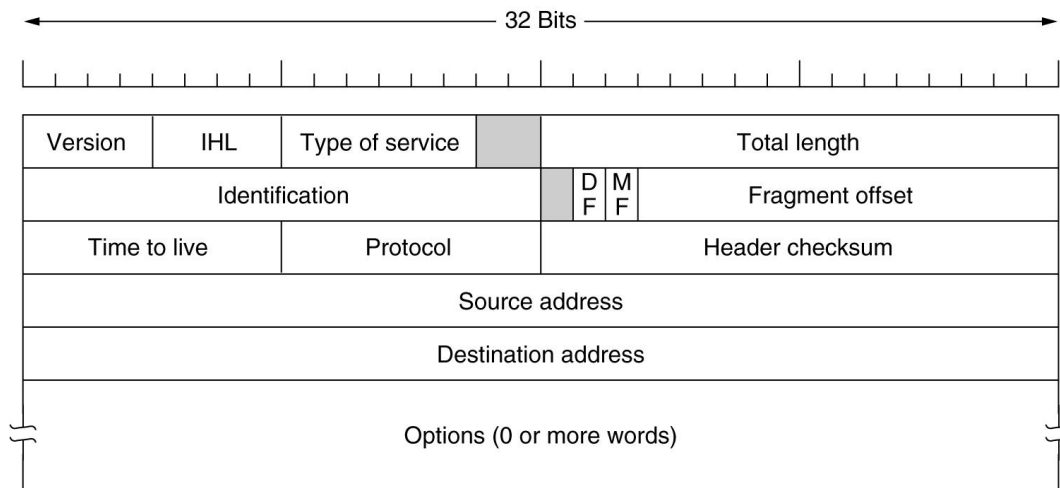 32 Bits
Version IHL Type of service Total length
Identification D F M F Fragment offset
Time to live Protocol Header checksum
Source address
Destination address
Options (0 or more words)